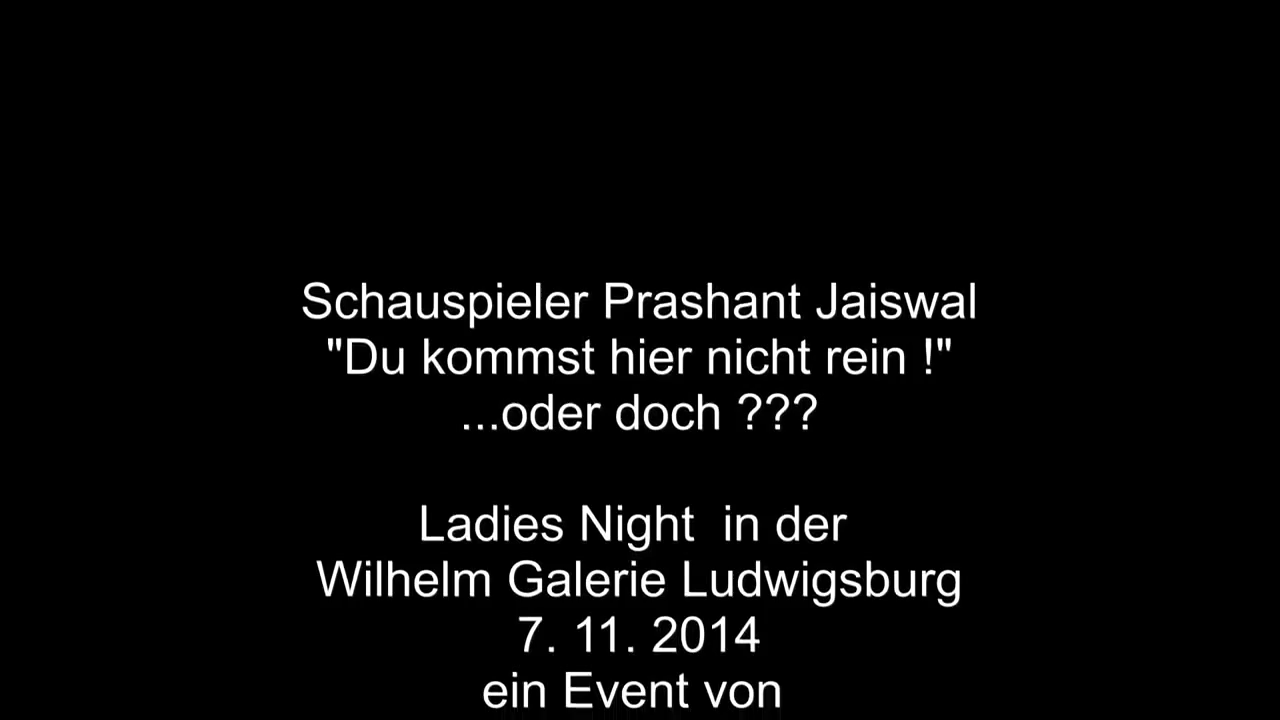 Schauspieler Prashant Jaiswal
"Du kommst hier nicht rein !"
...oder doch ???
Ladies Night  in der
Wilhelm Galerie Ludwigsburg
7. 11. 2014
ein Event von